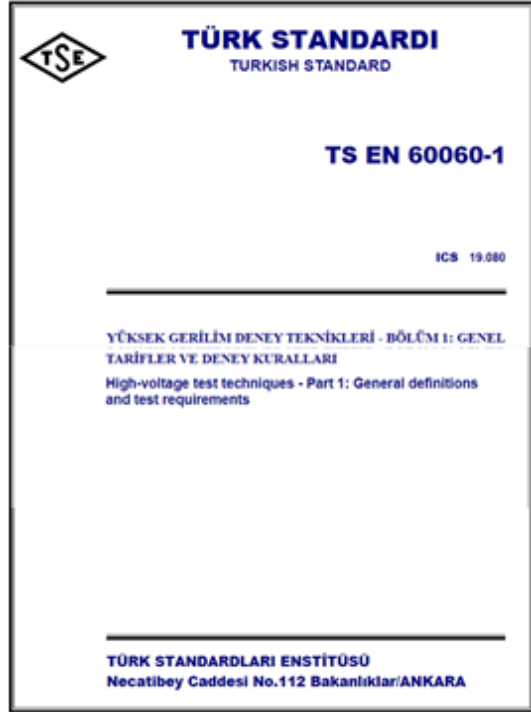 TSE
TÜRK STANDARDI
TURKISH STANDARD
TS EN 60060-1
ICS 19.080
YÜKSEK GERİLİM DENEY TEKNİKLERİ - BÖLÜM 1: GENEL
TARİFLER VE DENEY KURALLARI
High-voltage test techniques - Part 1: General definitions
and test requirements
TÜRK STANDARDLARI ENSTİTÜSÜ
Necatibey Caddesi No.112 Bakanlıklar/ANKARA